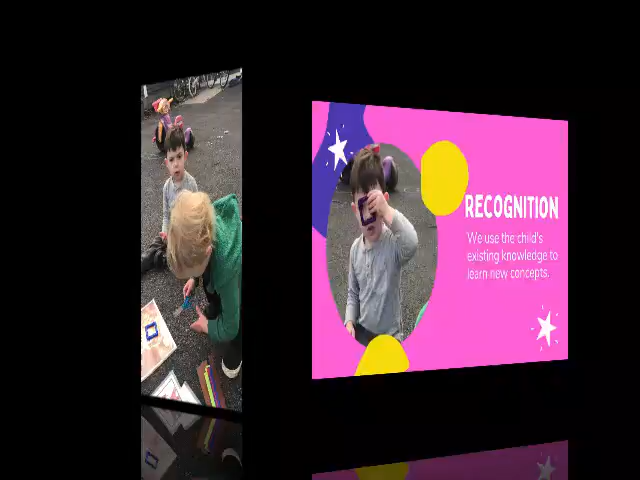 RECOGNITION
We use the child's
existing knowledge to
learn new concepts.